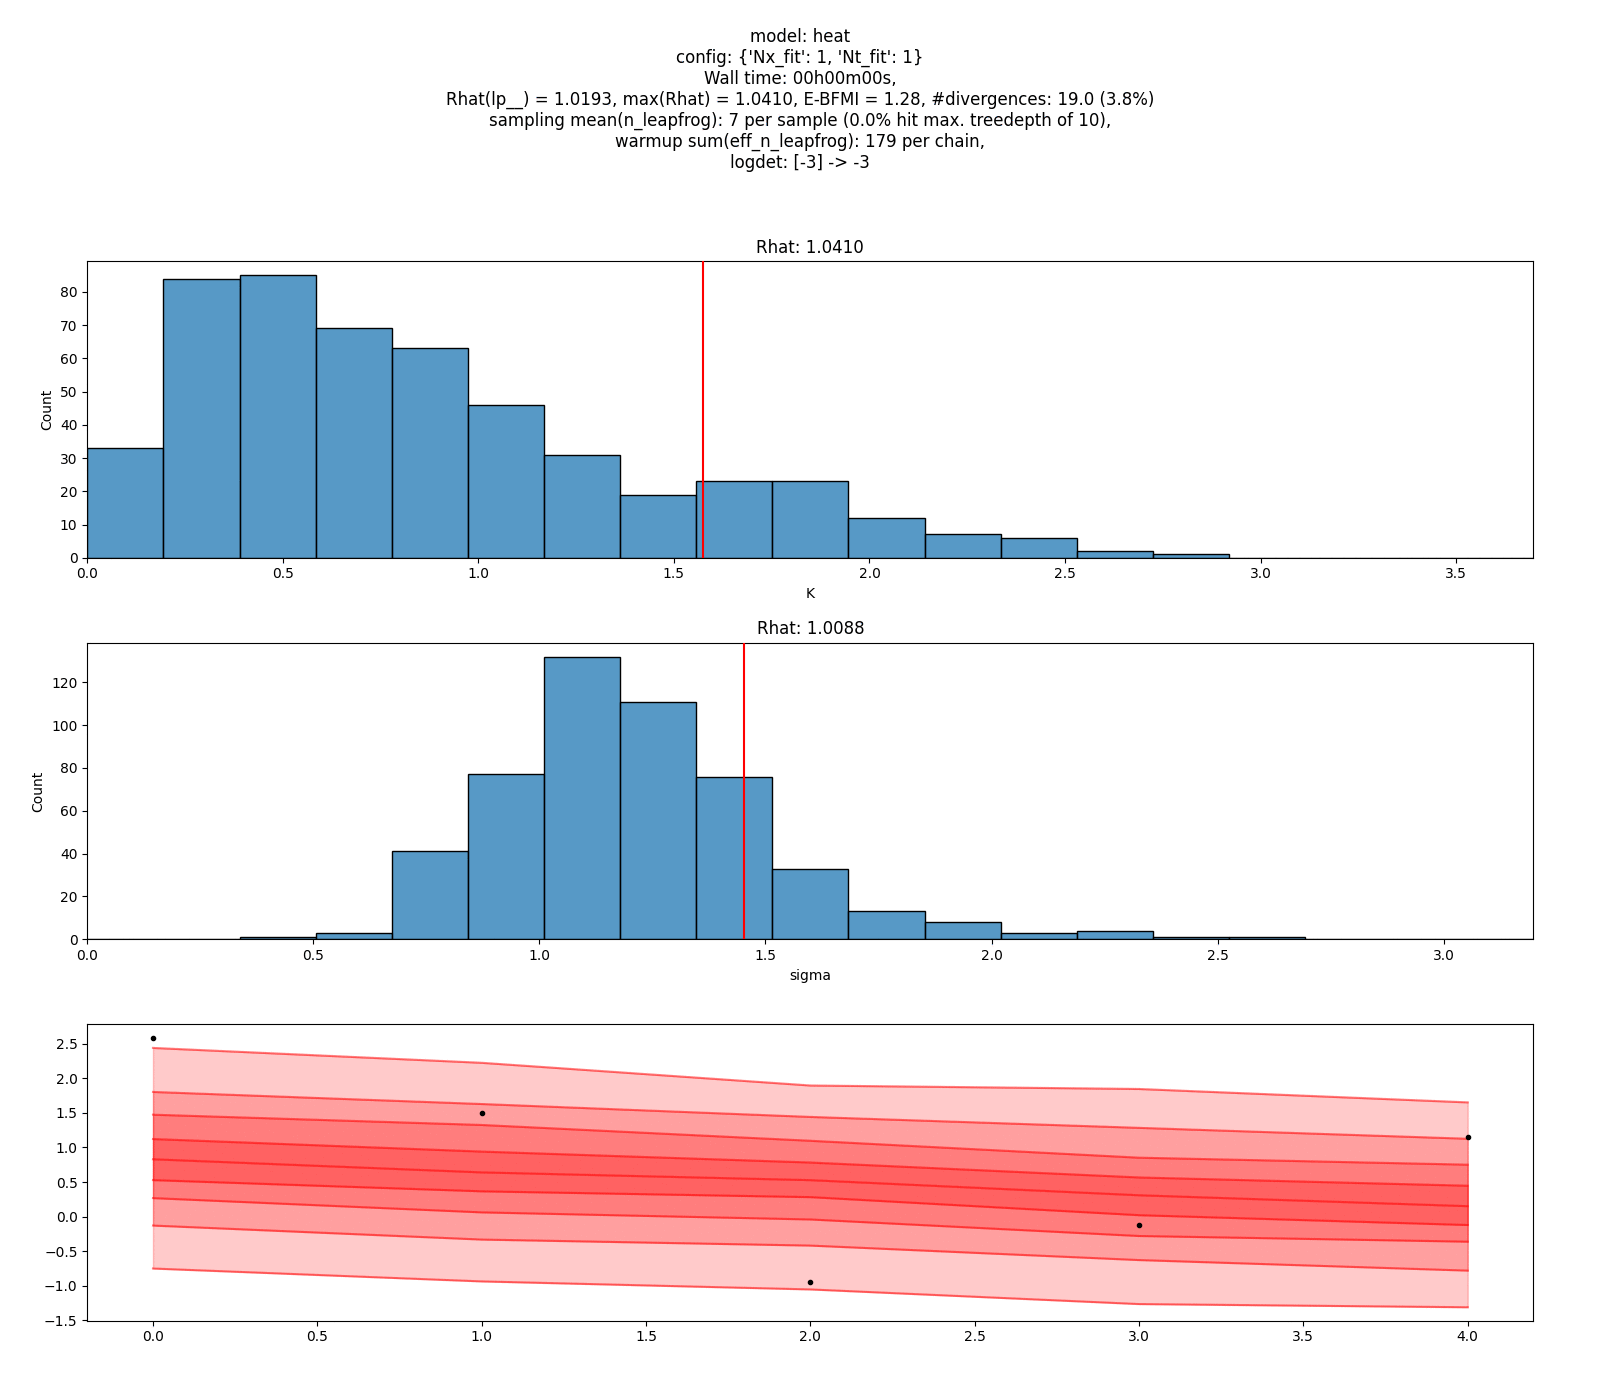 model: heat
config: {'Nx_fit': 1, 'Nt_fit': 1}
Wall time: 00h00m00s,
Rhat(lp__) = 1.0193, max(Rhat) = 1.0410, E-BFMI = 1.28, #divergences: 19.0 (3.8%)
sampling mean(n_leapfrog): 7 per sample (0.0% hit max. treedepth of 10),
warmup sum(eff_n_leapfrog): 179 per chain,
logdet: [-3] -> -3
Rhat: 1.0410
80
70
60
50
40
30
20
10
0
Count
0.0 0.5 1.0 1.5 2.0 2.5 3.0 3.5
K
Rhat: 1.0088
120
100
80
60
40
20
0
Count
0.0 0.5 1.0 1.5 2.0 2.5 3.0
sigma
2.5
2.0
1.5
1.0
0.5
0.0
−0.5
−1.0
−1.5
0.0 0.5 1.0 1.5 2.0 2.5 3.0 3.5 4.0